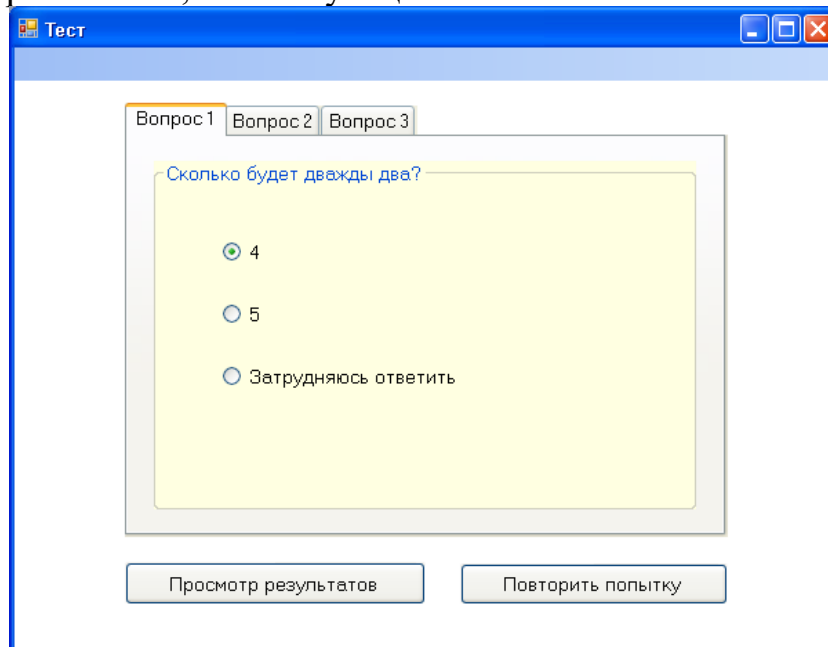 Тест
Вопрос 1 Вопрос 2 Вопрос 3
Сколько будет дважды два?
4
5
Затрудняюсь ответить
Просмотр результатов Повторить попытку